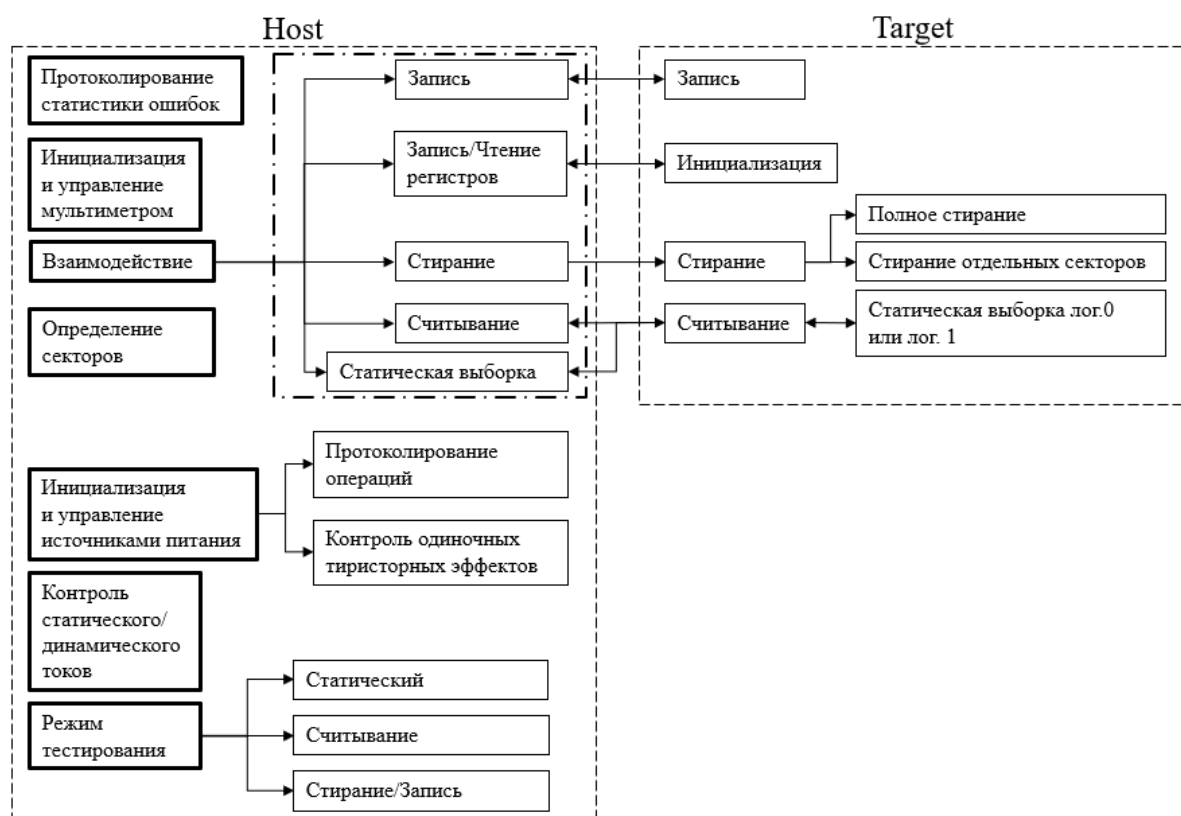 Host
Target
Протоколирование
статистики ошибок
Запись
Запись
Инициализация
и управление
мультиметром
Запись/Чтение
регистров
Инициализация
Полное стирание
Взаимодействие
Стирание
Стирание
Стирание отдельных секторов
Определение
секторов
Считывание
Считывание
Статическая выборка лог.0
или лог. 1
Статическая выборка
Протоколирование
операций
Инициализация
и управление
источниками питания
Контроль одиночных
тиристорных эффектов
Контроль
статического/
динамического
токов
Статический
Режим
тестирования
Считывание
Стирание/Запись